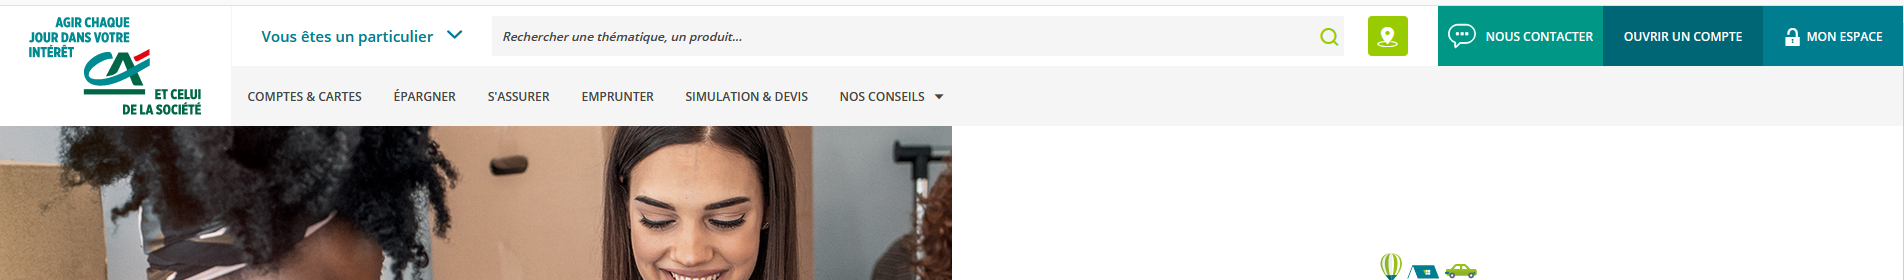 AGIR CHAQUE
JOUR DANS VOTRE
INTÉRÊT
CA
ET CELUI
DE LA SOCIÉTÉ
Vous êtes un particulier
Rechercher une thématique, un produit...
NOUS CONTACTER
OUVRIR UN COMPTE
MON ESPACE
COMPTES & CARTES
ÉPARGNER
S'ASSURER
EMPRUNTER
SIMULATION & DEVIS
NOS CONSEILS